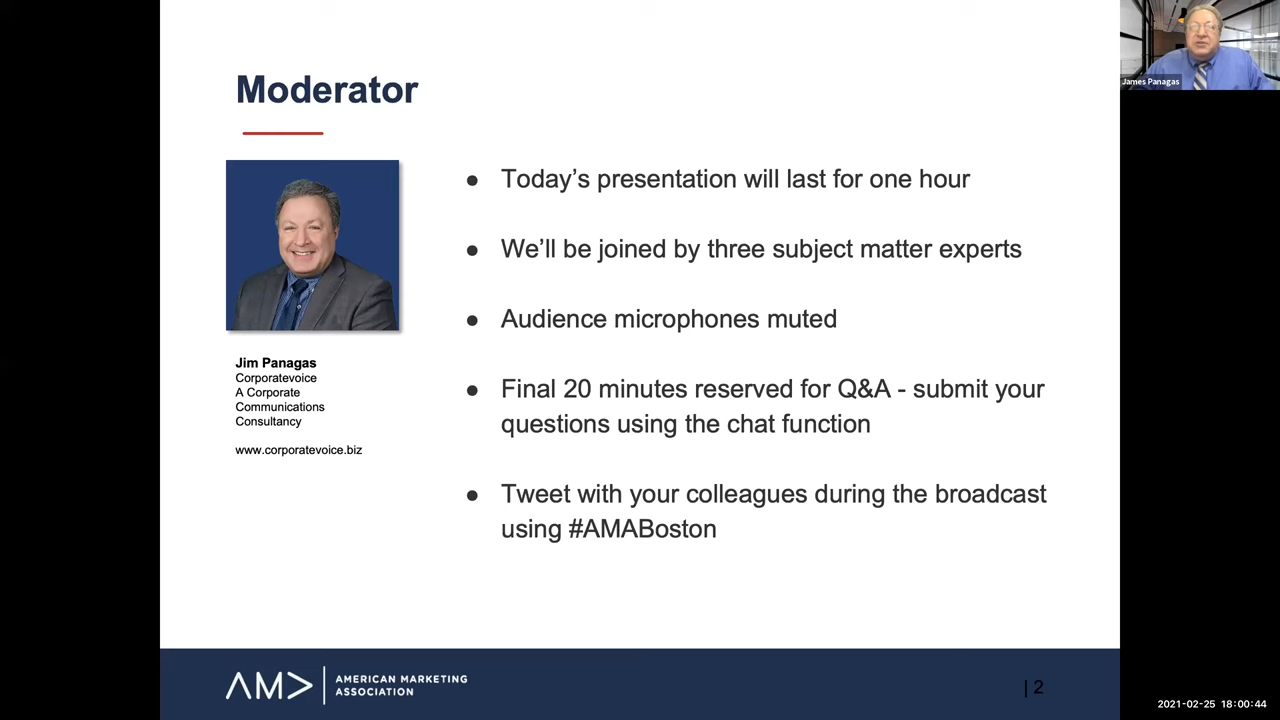 Moderator
James Panagas
● Today’s presentation will last for one hour
● We’ll be joined by three subject matter experts
● Audience microphones muted
● Final 20 minutes reserved for Q&A - submit your
questions using the chat function
● Tweet with your colleagues during the broadcast
using #AMABoston
Jim Panagas
Corporatevoice
A Corporate
Communications
Consultancy
www.corporatevoice.biz
AMA
AMERICAN MARKETING
ASSOCIATION
| 2
2021-02-25 18:00:44